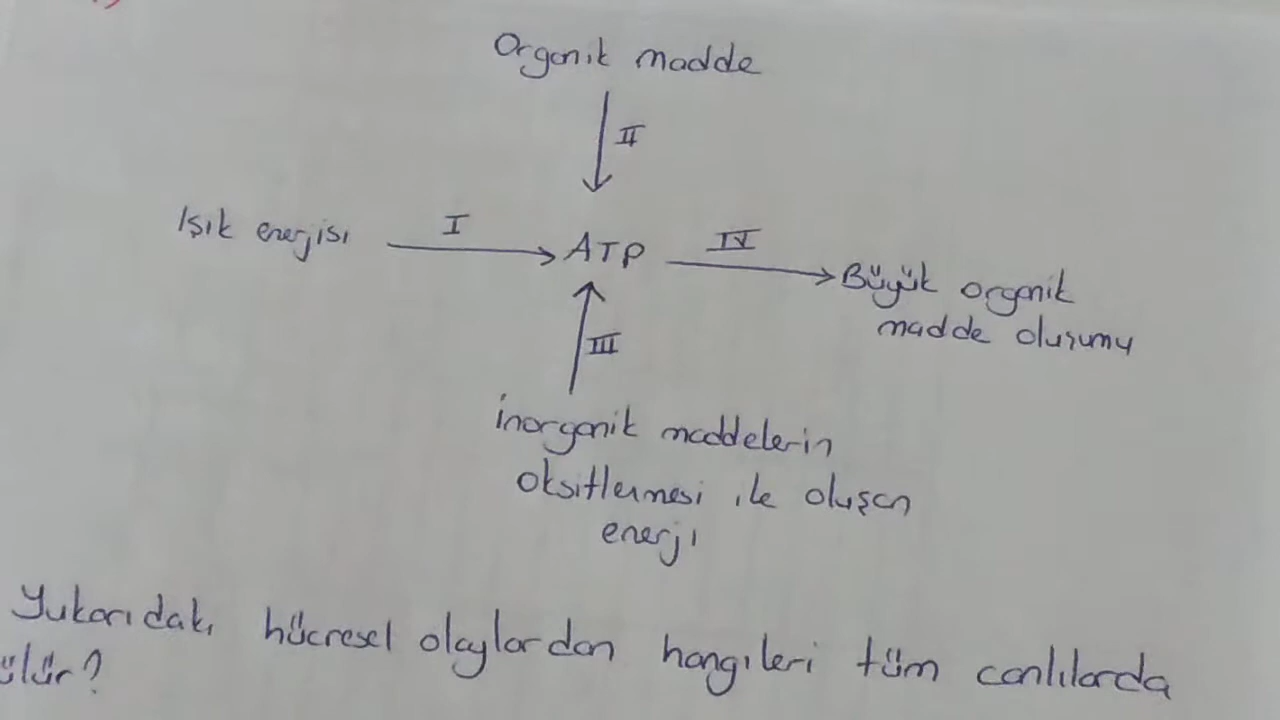 Organik madde
II
Işık enerjisi
I
ATP
IV
Büyük organik
madde oluşumu
III
inorganik maddelerin
oksitlenmesi ile oluşan
enerji
Yukarıdaki hücresel olaylardan hangileri tüm canlılarda
ülür?